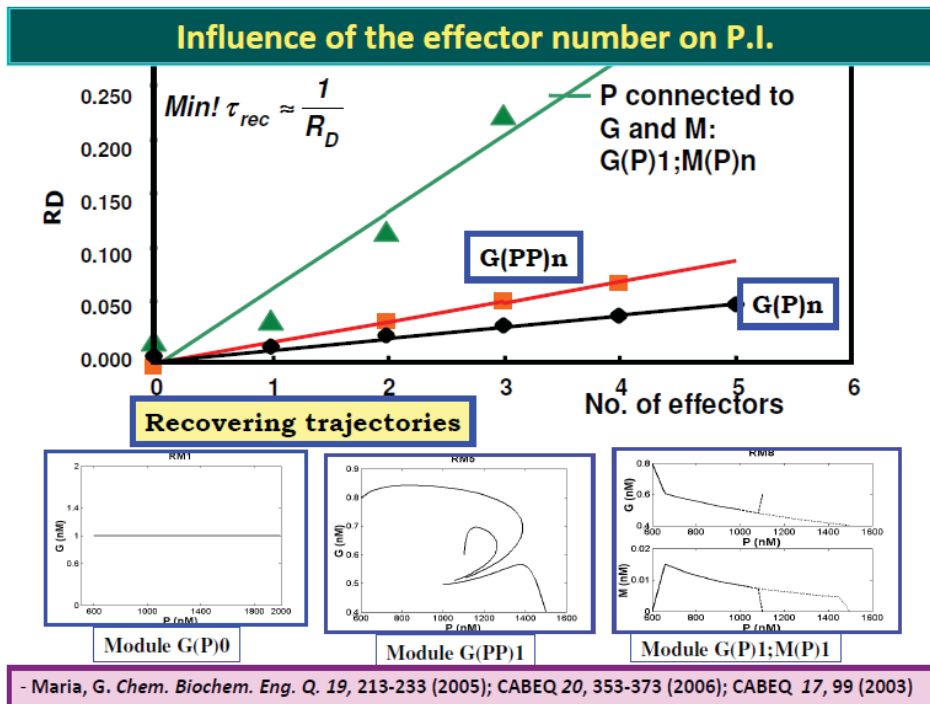 Influence of the effector number on P.I.
0.250
0.200
0.150
0.100
0.050
0.000
RD
Min! τrec ≈ 1/RD
P connected to
G and M:
G(P)1;M(P)n
G(PP)n
G(P)n
0 1 2 3 4 5 6
No. of effectors
Recovering trajectories
RM1
2
1
0.6
0
G (nM)
600 1000 1400 1900 2000
P (nM)
Module G(P)0
RM5
0.9
0.8
0.7
0.6
0.5
0.4
G (nM)
600 800 1000 1200 1400 1600
P (nM)
Module G(PP)1
RM8
0.8
0.6
0.4
G (nM)
600 800 1000 1200 1400 1600
P (nM)
0.02
0.01
0
M (nM)
600 800 1000 1200 1400 1600
P (nM)
Module G(P)1;M(P)1
- Maria, G. Chem. Biochem. Eng. Q. 19, 213-233 (2005); CABEQ 20, 353-373 (2006); CABEQ 17, 99 (2003)